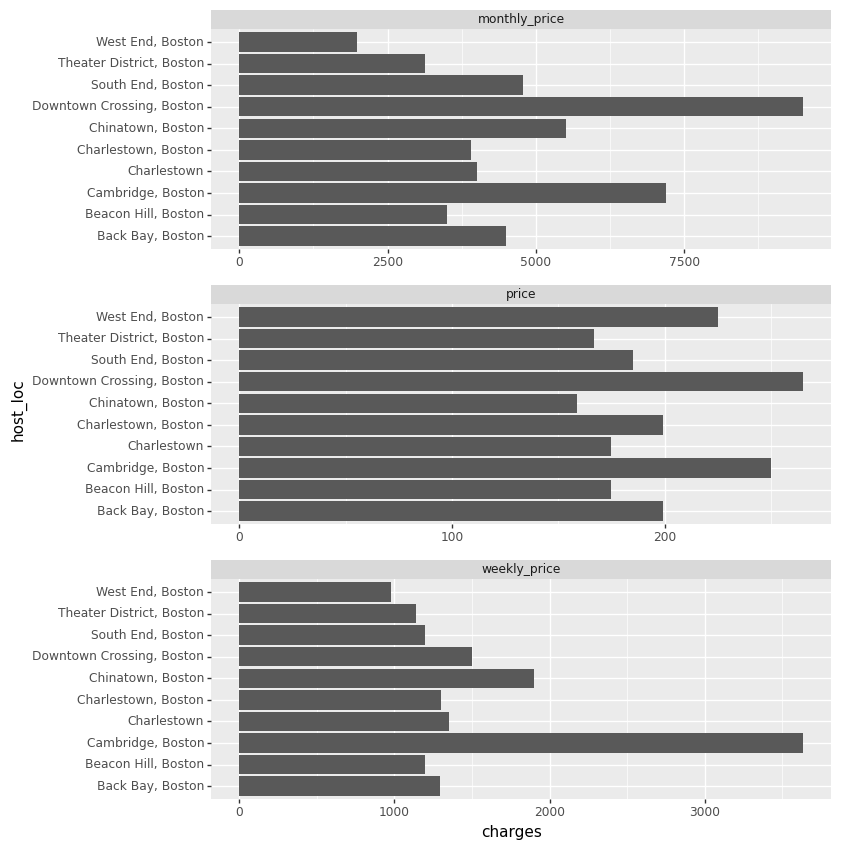 monthly_price
West End, Boston
Theater District, Boston
South End, Boston
Downtown Crossing, Boston
Chinatown, Boston
Charlestown, Boston
Charlestown
Cambridge, Boston
Beacon Hill, Boston
Back Bay, Boston
0 2500 5000 7500
price
West End, Boston
Theater District, Boston
South End, Boston
Downtown Crossing, Boston
Chinatown, Boston
Charlestown, Boston
Charlestown
Cambridge, Boston
Beacon Hill, Boston
Back Bay, Boston
0 100 200
host_loc
weekly_price
West End, Boston
Theater District, Boston
South End, Boston
Downtown Crossing, Boston
Chinatown, Boston
Charlestown, Boston
Charlestown
Cambridge, Boston
Beacon Hill, Boston
Back Bay, Boston
0 1000 2000 3000
charges